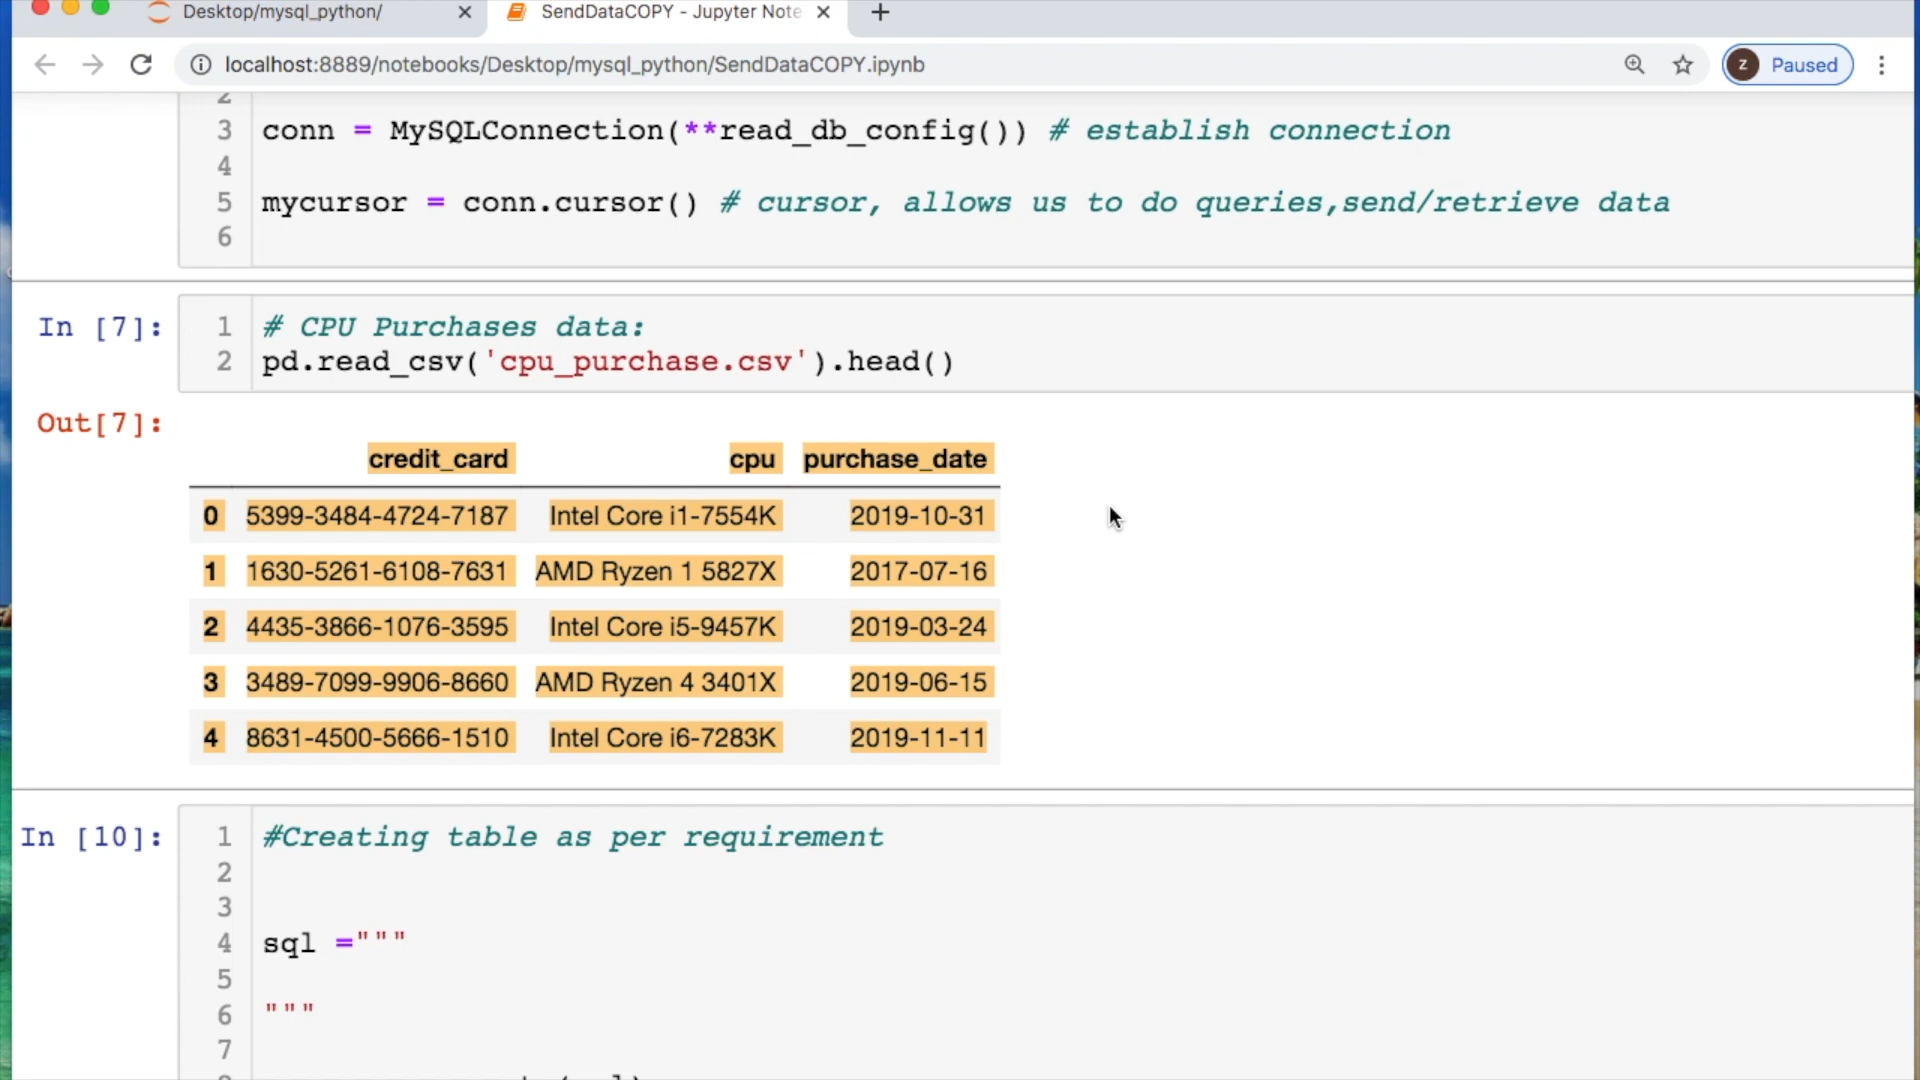 Desktop/mysql_python/
SendDataCOPY - Jupyter Note
localhost:8889/notebooks/Desktop/mysql_python/SendDataCOPY.ipynb
z Paused
2
3 conn = MySQLConnection(**read_db_config()) # establish connection
4
5 mycursor = conn.cursor() # cursor, allows us to do queries,send/retrieve data
6
In [7]:
1 # CPU Purchases data:
2 pd.read_csv('cpu_purchase.csv').head()
Out[7]:
credit_card cpu purchase_date
0 5399-3484-4724-7187 Intel Core i1-7554K 2019-10-31
1 1630-5261-6108-7631 AMD Ryzen 1 5827X 2017-07-16
2 4435-3866-1076-3595 Intel Core i5-9457K 2019-03-24
3 3489-7099-9906-8660 AMD Ryzen 4 3401X 2019-06-15
4 8631-4500-5666-1510 Intel Core i6-7283K 2019-11-11
In [10]:
1 #Creating table as per requirement
2
3
4 sql ="""
5
6 """
7